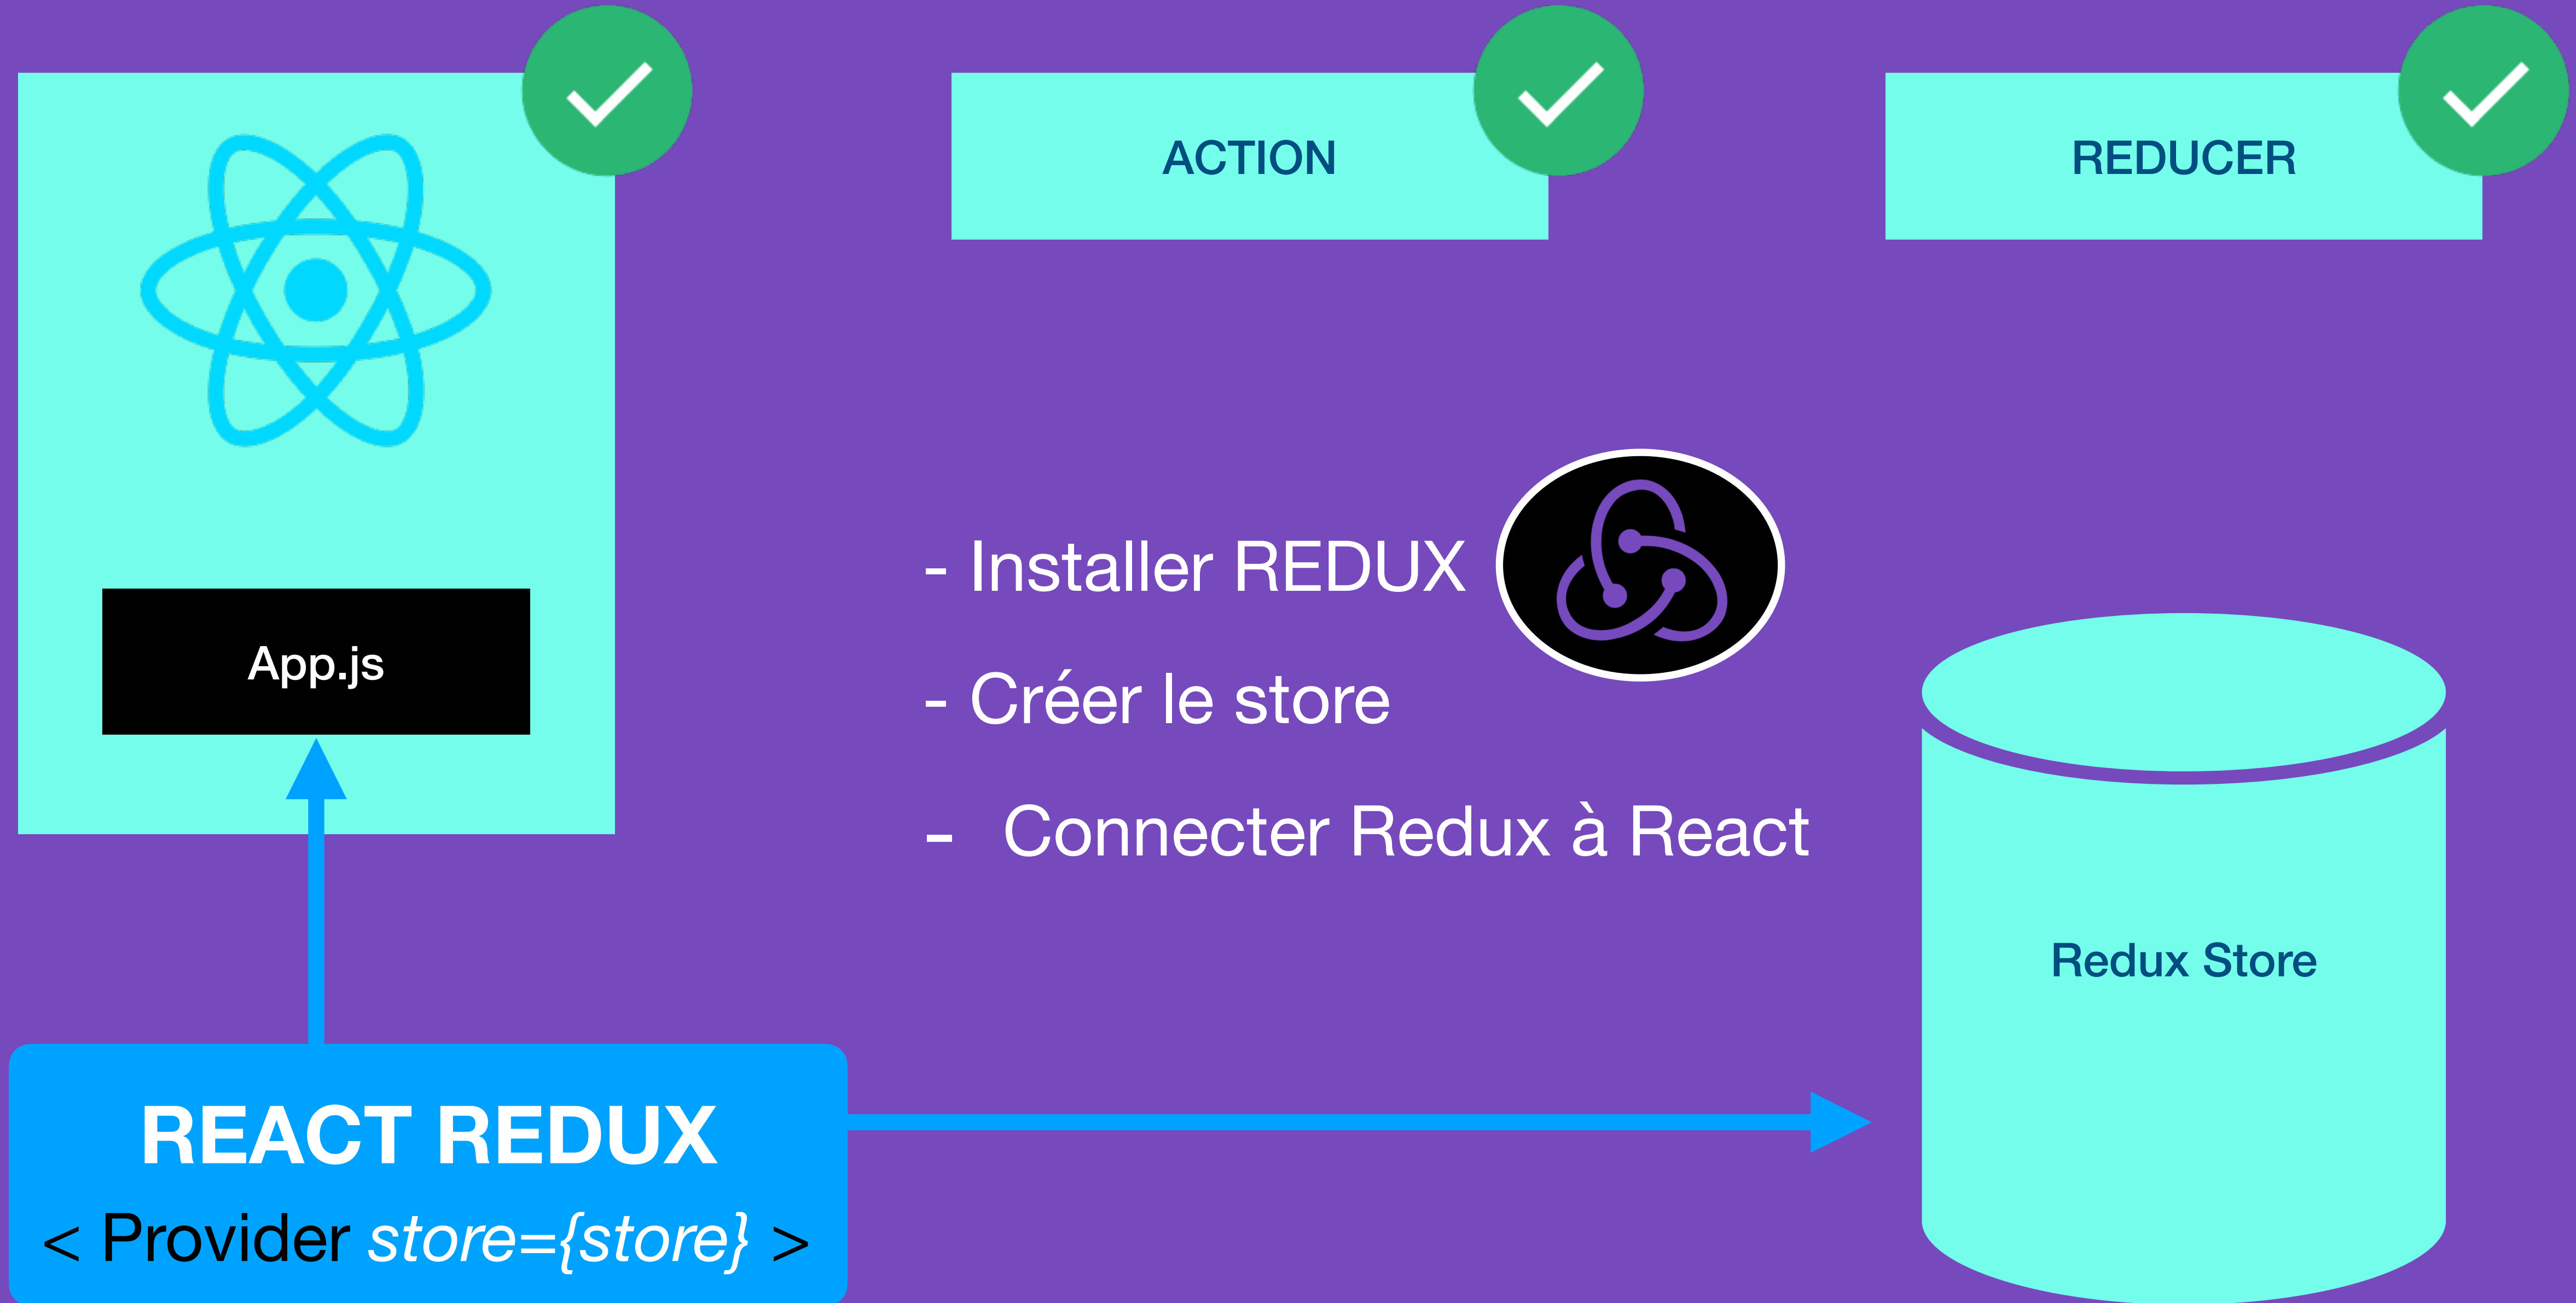 ACTION
REDUCER
- Installer REDUX
App.js
- Créer le store
- Connecter Redux à React
Redux Store
REACT REDUX
< Provider store={store} >